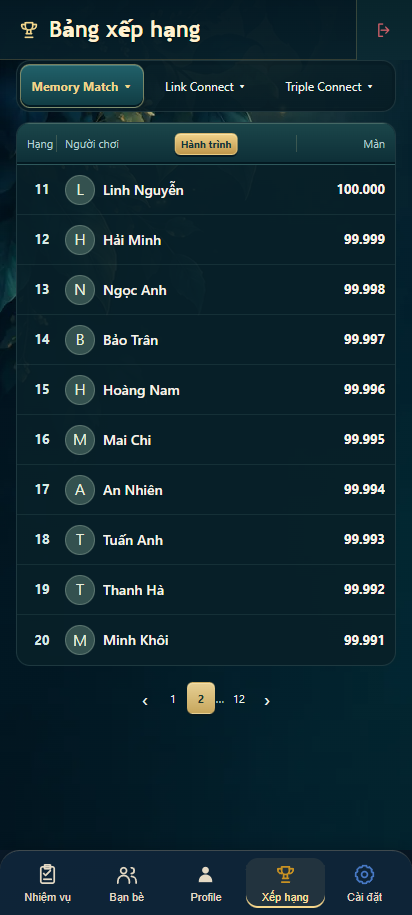 Bảng xếp hạng
Memory Match Link Connect Triple Connect
Hạng Người chơi Hành trình Màn
11 L Linh Nguyễn 100.000
12 H Hải Minh 99.999
13 N Ngọc Anh 99.998
14 B Bảo Trân 99.997
15 H Hoàng Nam 99.996
16 M Mai Chi 99.995
17 A An Nhiên 99.994
18 T Tuấn Anh 99.993
19 T Thanh Hà 99.992
20 M Minh Khôi 99.991
‹ 1 2 ... 12 ›
Nhiệm vụ Bạn bè Profile Xếp hạng Cài đặt